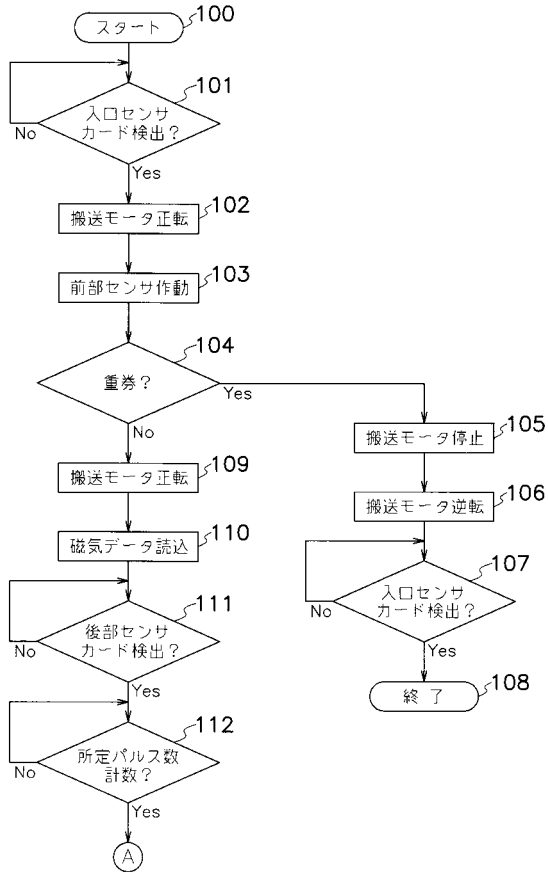 スタート
100
入口センサ
カード検出？
101
No
Yes
搬送モータ正転
102
前部センサ作動
103
重券？
104
Yes
No
搬送モータ停止
105
搬送モータ逆転
106
入口センサ
カード検出？
107
No
Yes
終了
108
搬送モータ正転
109
磁気データ読込
110
後部センサ
カード検出？
111
No
Yes
所定パルス数
計数？
112
No
Yes
A